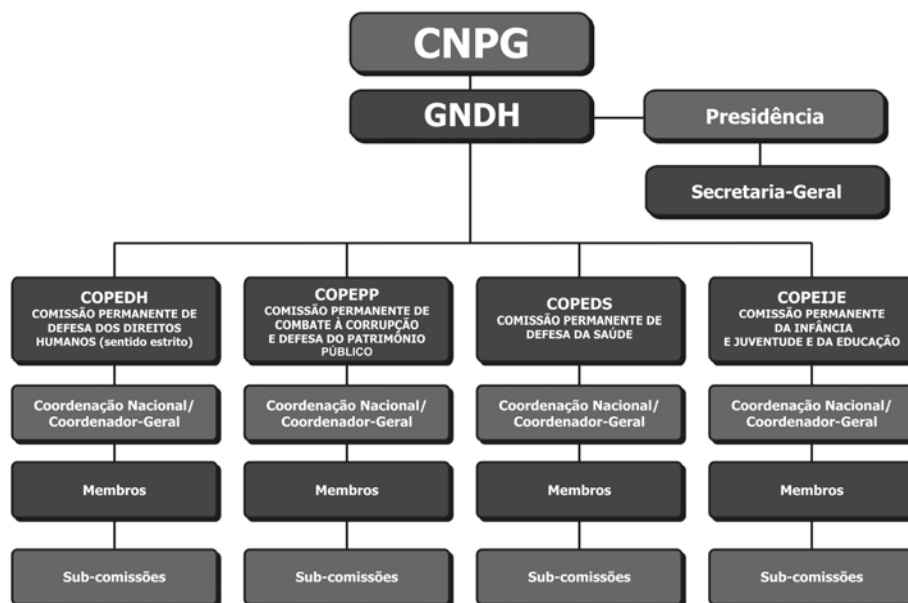 CNPG
GNDH
Presidência
Secretaria-Geral
COPEDH
COMISSÃO PERMANENTE DE
DEFESA DOS DIREITOS
HUMANOS (sentido estrito)
COPEPP
COMISSÃO PERMANENTE DE
COMBATE À CORRUPÇÃO
E DEFESA DO PATRIMÔNIO
PÚBLICO
COPEDS
COMISSÃO PERMANENTE DE
DEFESA DA SAÚDE
COPEIJE
COMISSÃO PERMANENTE
DA INFÂNCIA
E JUVENTUDE E DA EDUCAÇÃO
Coordenação Nacional/
Coordenador-Geral
Coordenação Nacional/
Coordenador-Geral
Coordenação Nacional/
Coordenador-Geral
Coordenação Nacional/
Coordenador-Geral
Membros
Membros
Membros
Membros
Sub-comissões
Sub-comissões
Sub-comissões
Sub-comissões